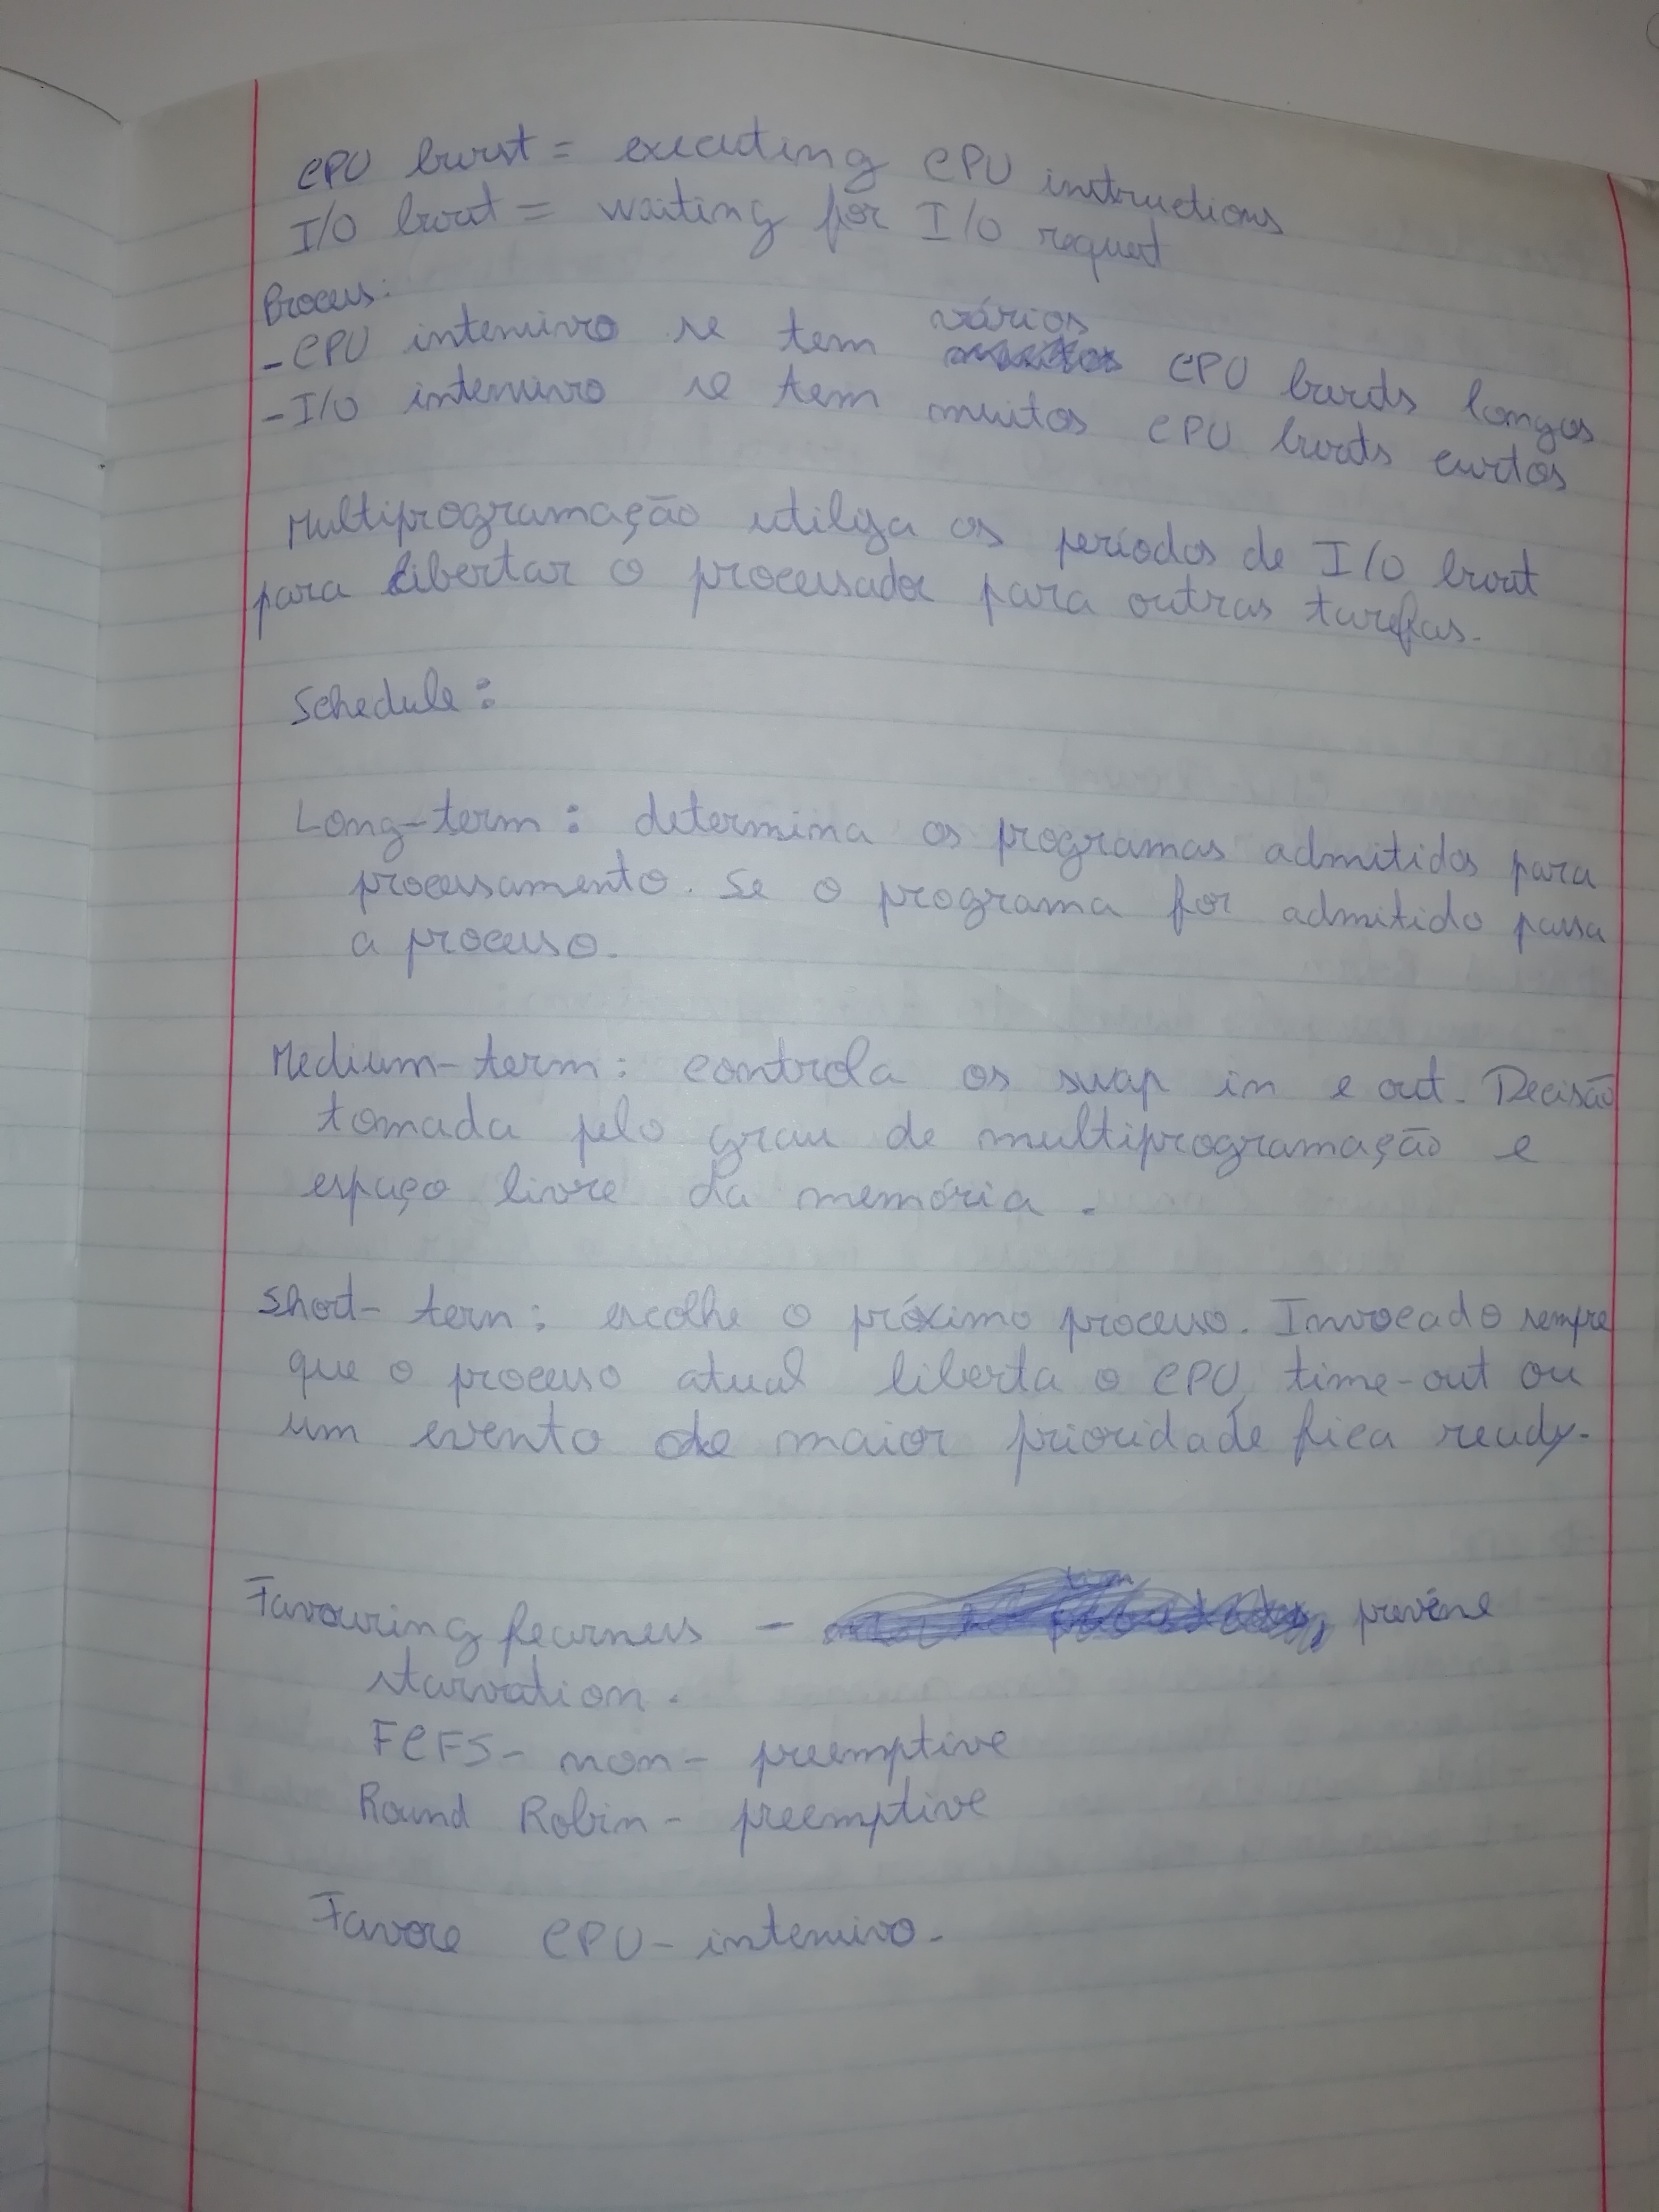 CPU burst = executing CPU instructions
I/O burst = waiting for I/O request
Process:
- CPU intensivo se tem vários CPU bursts longos
- I/O intensivo se tem muitos CPU bursts curtos
Multiprogramação utiliza os períodos de I/O burst
para libertar o processador para outras tarefas.
Schedule:
Long-term: determina os programas admitidos para
processamento. Se o programa for admitido passa
a processo.
Medium-term: controla os swap in e out. Decisão
tomada pelo grau de multiprogramação e
espaço livre da memória.
Short-term: escolhe o próximo processo. Invocado sempre
que o processo atual liberta o CPU, time-out ou
um evento de maior prioridade fica ready.
Favouring fearness - prevéne
starvation.
FCFS - non-preemptive
Round Robin - preemptive
Favore CPU-intensivo.